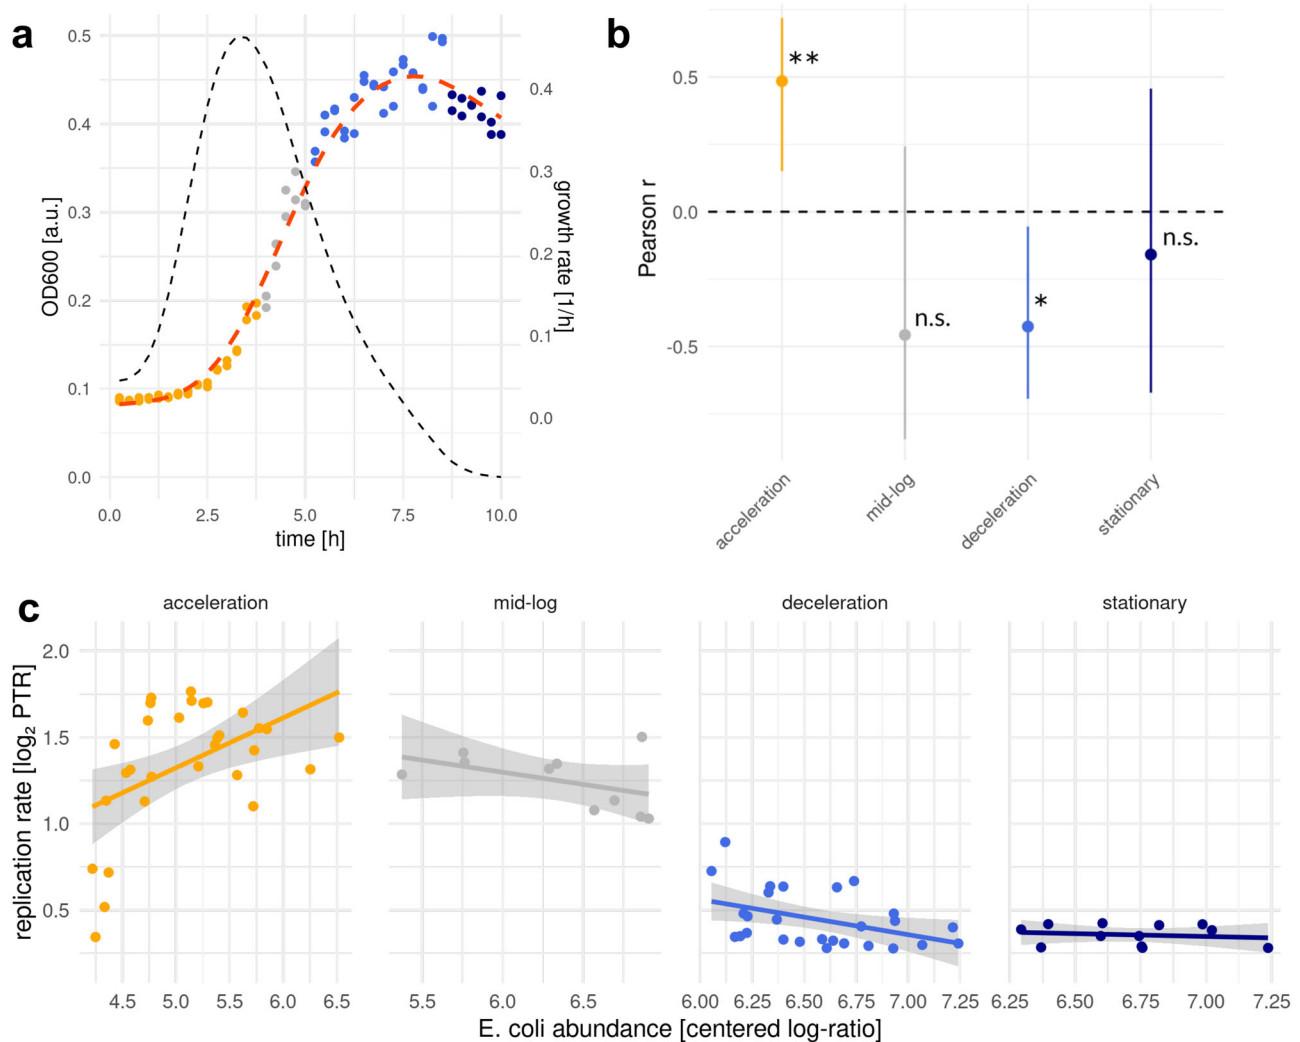 a
0.5
0.4
0.3
0.2
0.1
0.0
OD600 [a.u.]
0.4
0.3
0.2
0.1
0.0
growth rate [1/h]
0.0 2.5 5.0 7.5 10.0
time [h]
b
0.5
0.0
-0.5
Pearson r
**
n.s.
*
n.s.
acceleration
mid-log
deceleration
stationary
c
acceleration mid-log deceleration stationary
2.0
1.5
1.0
0.5
replication rate [log₂ PTR]
4.5 5.0 5.5 6.0 6.5 5.5 6.0 6.5 6.00 6.25 6.50 6.75 7.00 7.25 6.25 6.50 6.75 7.00 7.25
E. coli abundance [centered log-ratio]